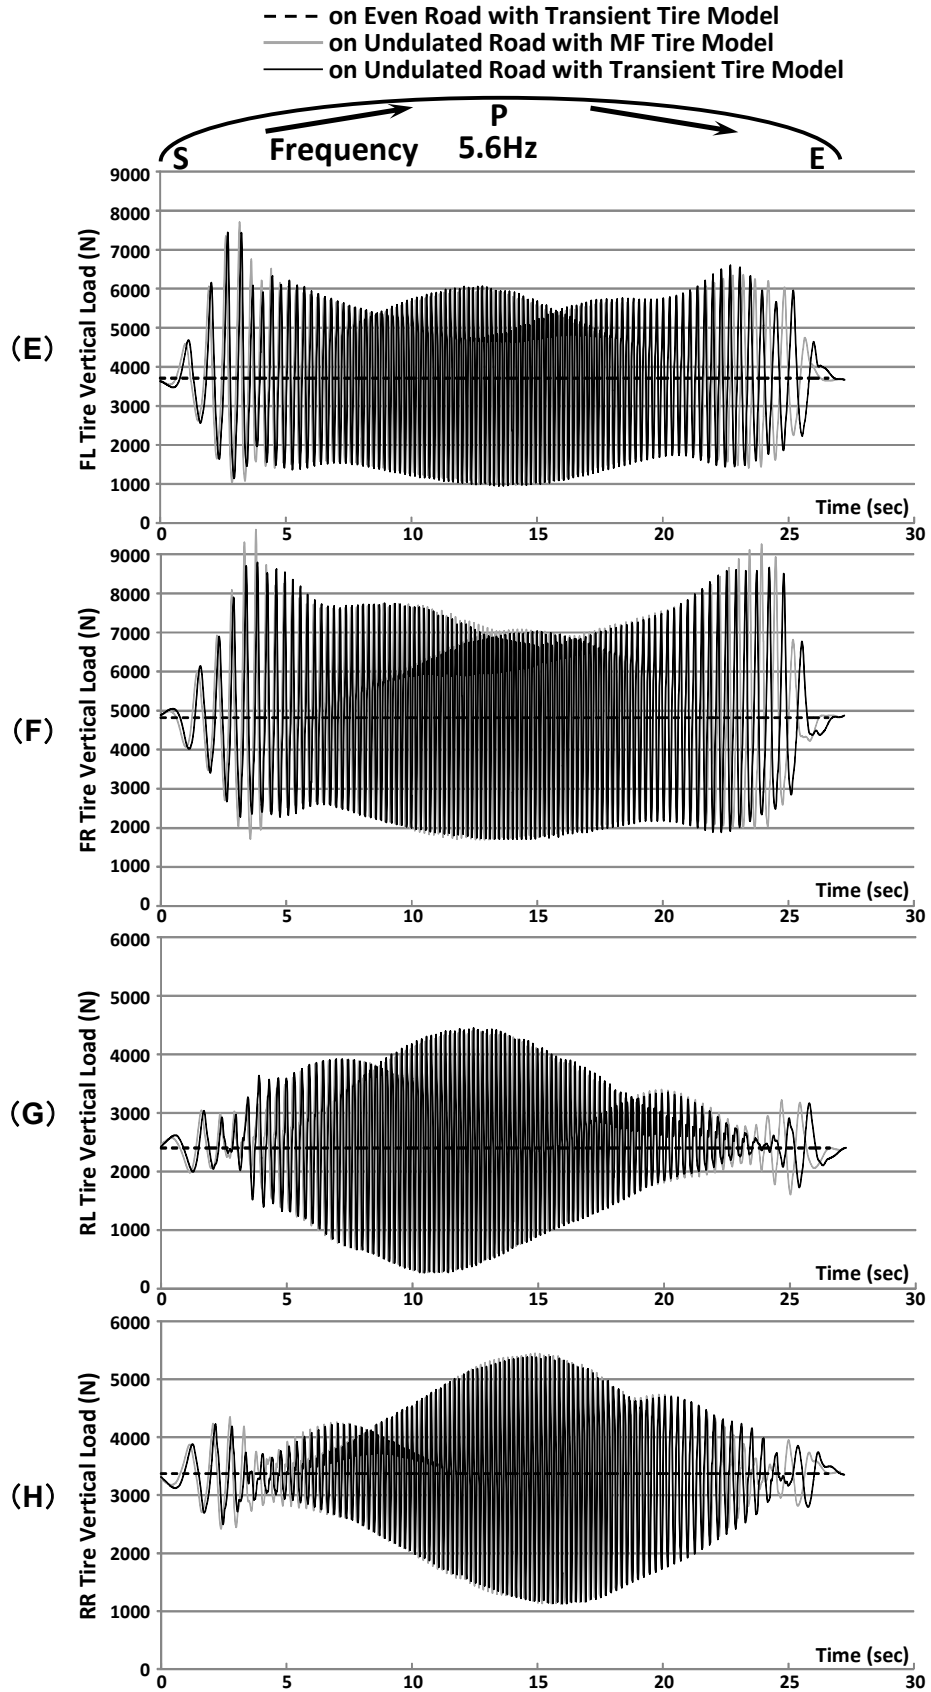 on Even Road with Transient Tire Model
on Undulated Road with MF Tire Model
on Undulated Road with Transient Tire Model
S
Frequency
P
5.6Hz
E
(E)
FL Tire Vertical Load (N)
9000
8000
7000
6000
5000
4000
3000
2000
1000
0
Time (sec)
0 5 10 15 20 25 30
(F)
FR Tire Vertical Load (N)
9000
8000
7000
6000
5000
4000
3000
2000
1000
0
Time (sec)
0 5 10 15 20 25 30
(G)
RL Tire Vertical Load (N)
6000
5000
4000
3000
2000
1000
0
Time (sec)
0 5 10 15 20 25 30
(H)
RR Tire Vertical Load (N)
6000
5000
4000
3000
2000
1000
0
Time (sec)
0 5 10 15 20 25 30